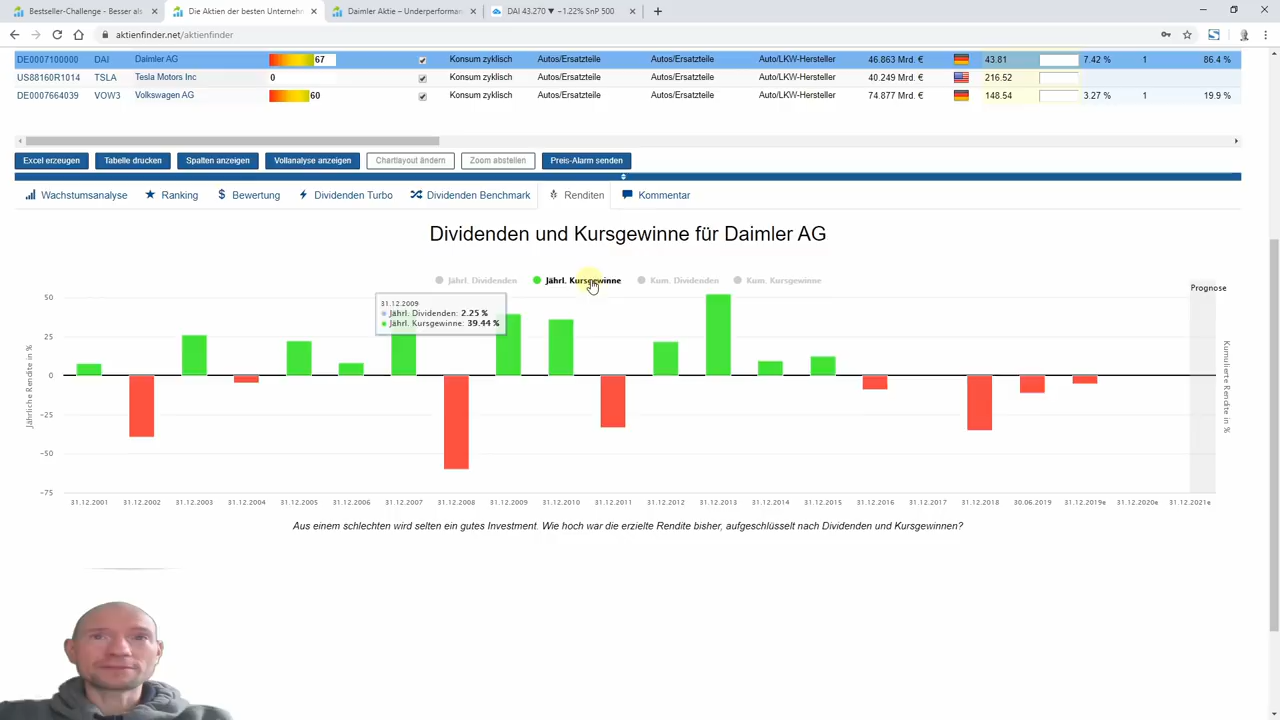 Bestseller-Challenge - Besser als
Die Aktien der besten Unternehm
Daimler Aktie – Underperforman
DAI 43.270 ▼ −1.22% SnP 500
aktienfinder.net/aktienfinder
DE0007100000 DAI Daimler AG 67 Konsum zyklisch Autos/Ersatzteile Autos/Ersatzteile Auto/LKW-Hersteller 46.863 Mrd. € 43.81 7.42 % 1 86.4 %
US88160R1014 TSLA Tesla Motors Inc 0 Konsum zyklisch Autos/Ersatzteile Autos/Ersatzteile Auto/LKW-Hersteller 40.249 Mrd. € 216.52
DE0007664039 VOW3 Volkswagen AG 60 Konsum zyklisch Autos/Ersatzteile Autos/Ersatzteile Auto/LKW-Hersteller 74.877 Mrd. € 148.54 3.27 % 1 19.9 %
Excel erzeugen Tabelle drucken Spalten anzeigen Vollanalyse anzeigen Chartlayout ändern Zoom abstellen Preis-Alarm senden
Wachstumsanalyse Ranking $ Bewertung Dividenden Turbo Dividenden Benchmark Renditen Kommentar
Dividenden und Kursgewinne für Daimler AG
Jährl. Dividenden Jährl. Kursgewinne Kum. Dividenden Kum. Kursgewinne
Prognose
31.12.2009
Jährl. Dividenden: 2.25 %
Jährl. Kursgewinne: 39.44 %
Jährliche Rendite in %
50
25
0
−25
−50
−75
Kumulierte Rendite in %
31.12.2001 31.12.2002 31.12.2003 31.12.2004 31.12.2005 31.12.2006 31.12.2007 31.12.2008 31.12.2009 31.12.2010 31.12.2011 31.12.2012 31.12.2013 31.12.2014 31.12.2015 31.12.2016 31.12.2017 31.12.2018 30.06.2019 31.12.2019e 31.12.2020e 31.12.2021e
Aus einem schlechten wird selten ein gutes Investment. Wie hoch war die erzielte Rendite bisher, aufgeschlüsselt nach Dividenden und Kursgewinnen?